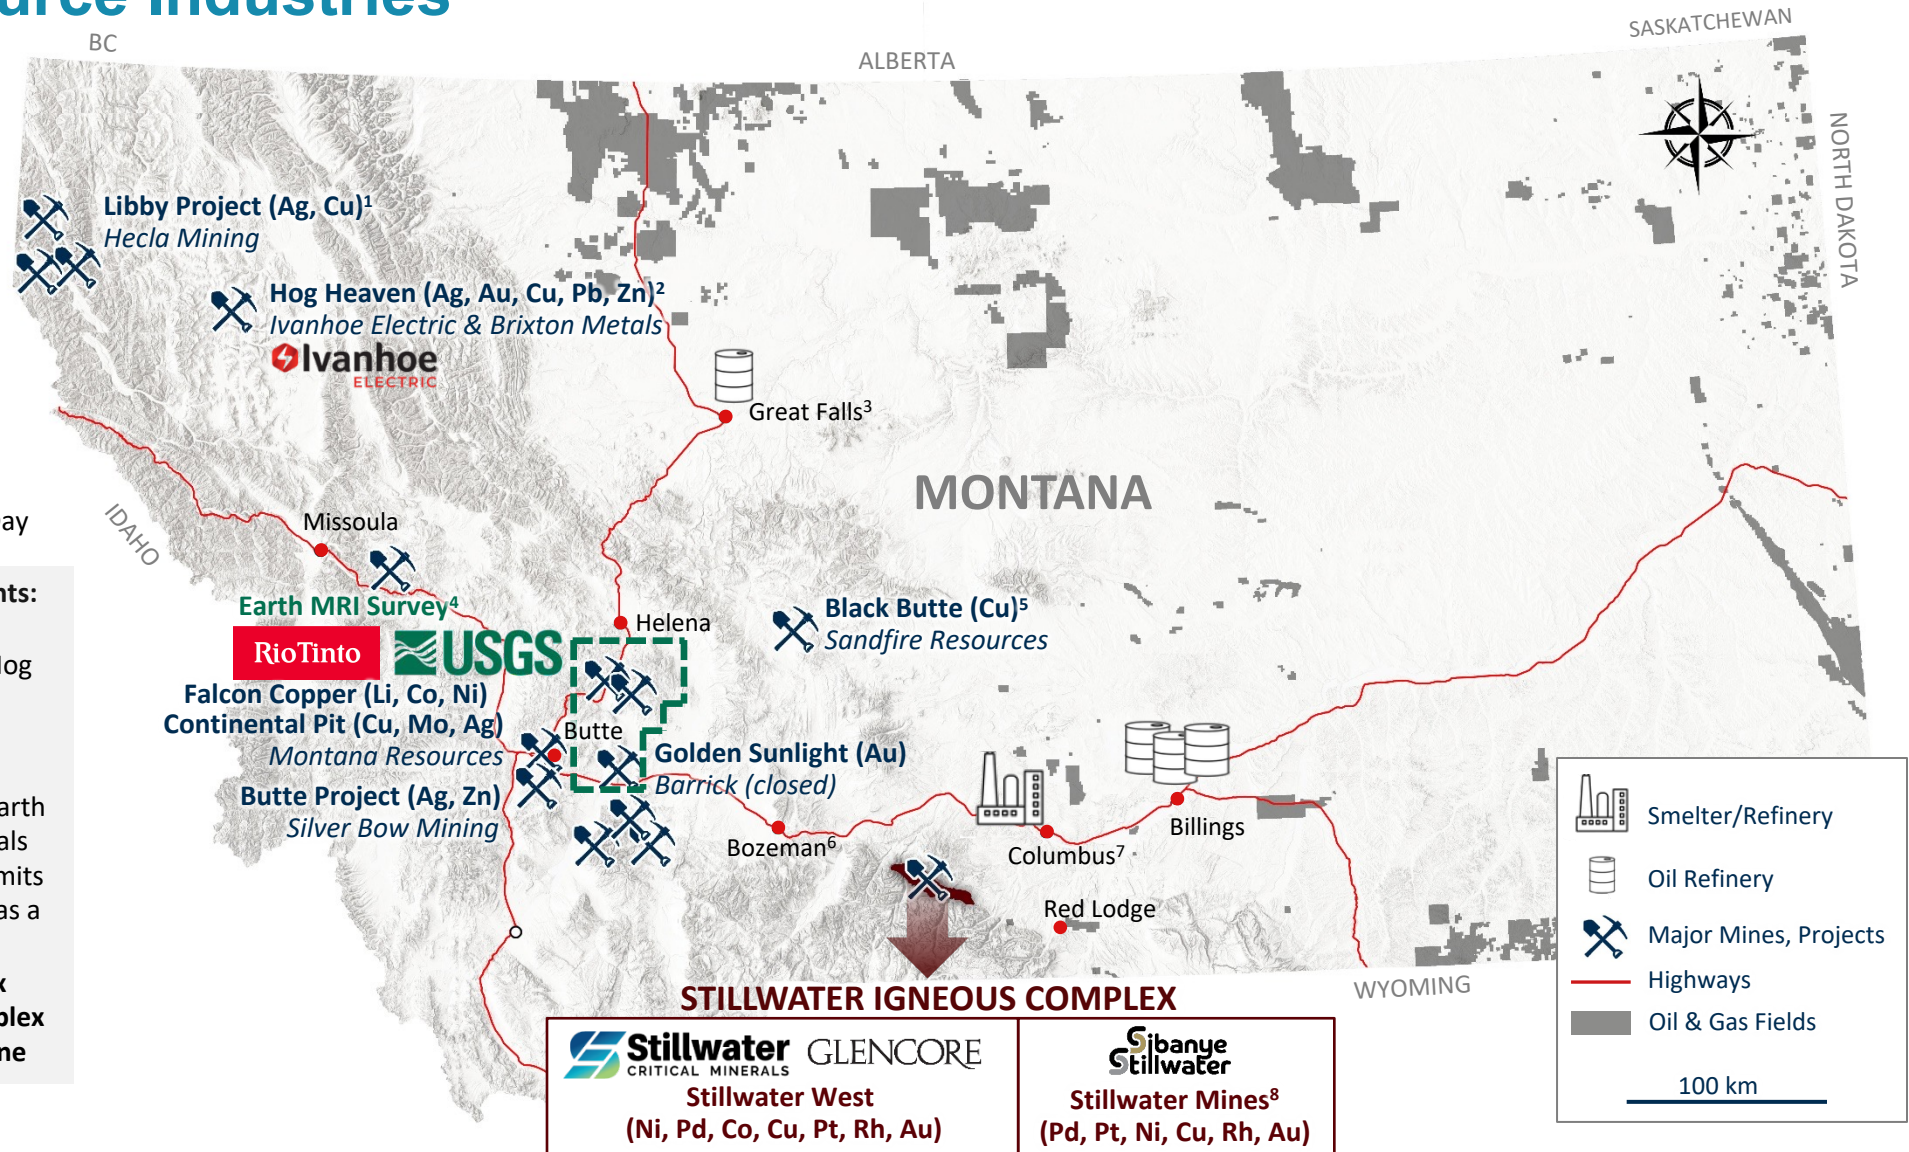 urce Industries
BC
ALBERTA
SASKATCHEWAN
NORTH DAKOTA
Libby Project (Ag, Cu)1
Hecla Mining
Hog Heaven (Ag, Au, Cu, Pb, Zn)2
Ivanhoe Electric & Brixton Metals
Ivanhoe
ELECTRIC
Great Falls3
MONTANA
IDAHO
Missoula
ay
nts:
og
arth
als
mits
as a
x
plex
ne
Earth MRI Survey4
RioTinto
USGS
Helena
Black Butte (Cu)5
Sandfire Resources
Falcon Copper (Li, Co, Ni)
Continental Pit (Cu, Mo, Ag)
Montana Resources
Butte
Golden Sunlight (Au)
Barrick (closed)
Butte Project (Ag, Zn)
Silver Bow Mining
Bozeman6
Columbus7
Billings
Red Lodge
WYOMING
STILLWATER IGNEOUS COMPLEX
Stillwater
CRITICAL MINERALS
GLENCORE
Stillwater West
(Ni, Pd, Co, Cu, Pt, Rh, Au)
Sibanye
Stillwater
Stillwater Mines8
(Pd, Pt, Ni, Cu, Rh, Au)
Smelter/Refinery
Oil Refinery
Major Mines, Projects
Highways
Oil & Gas Fields
100 km